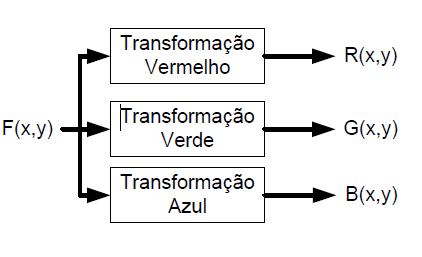 Transformação
Vermelho
R(x,y)
F(x,y)
Transformação
Verde
G(x,y)
Transformação
Azul
B(x,y)